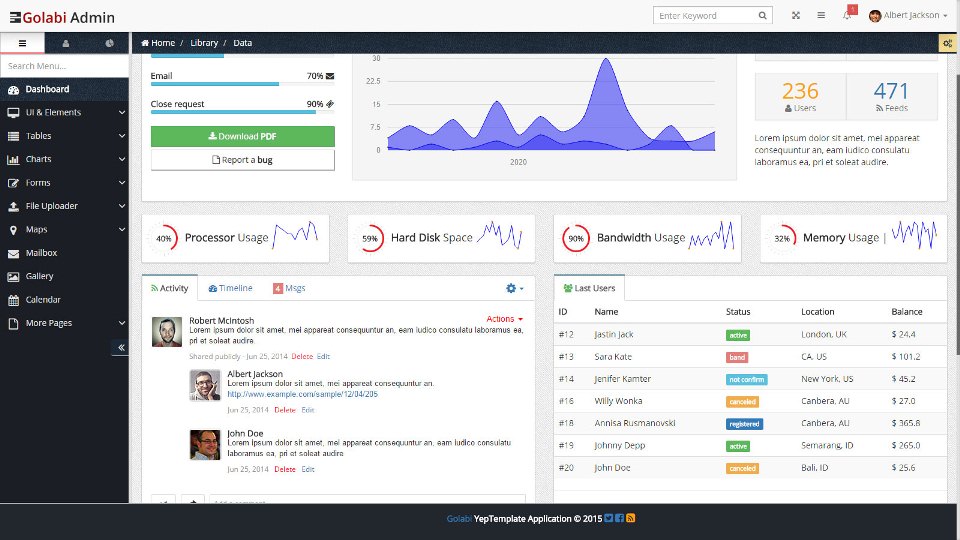 Golabi Admin
Enter Keyword
Albert Jackson
Home / Library / Data
Search Menu...
Dashboard
UI & Elements
Tables
Charts
Forms
File Uploader
Maps
Mailbox
Gallery
Calendar
More Pages
Email 70%
Close request 90%
Download PDF
Report a bug
30
22.5
15
7.5
0
2020
236
Users
471
Feeds
Lorem ipsum dolor sit amet, mei appareat
consequuntur an, eam iudico consulatu
laboramus ea, pri et soleat audire.
40% Processor Usage
59% Hard Disk Space
90% Bandwidth Usage
32% Memory Usage |
Activity Timeline 4 Msgs
Robert McIntosh Actions
Lorem ipsum dolor sit amet, mei appareat consequuntur an, eam iudico consulatu laboramus ea,
pri et soleat audire.
Shared publicly - Jun 25, 2014 Delete Edit
Albert Jackson
Lorem ipsum dolor sit amet, mei appareat consequuntur an.
http://www.example.com/sample/12/04/205
Jun 25, 2014 Delete Edit
John Doe
Lorem ipsum dolor sit amet, mei appareat consequuntur an, eam iudico consulatu
laboramus ea, pri et soleat audire
Jun 25, 2014 Delete Edit
Last Users
ID Name Status Location Balance
#12 Jastin Jack active London, UK $ 24.4
#13 Sara Kate band CA, US $ 101.2
#14 Jenifer Kamter not confirm New York, US $ 45.2
#16 Willy Wonka canceled Canbera, AU $ 27.0
#18 Annisa Rusmanovski registered Canbera, AU $ 365.8
#19 Johnny Depp active Semarang, ID $ 265.0
#20 John Doe canceled Bali, ID $ 25.6
Golabi YepTemplate Application © 2015